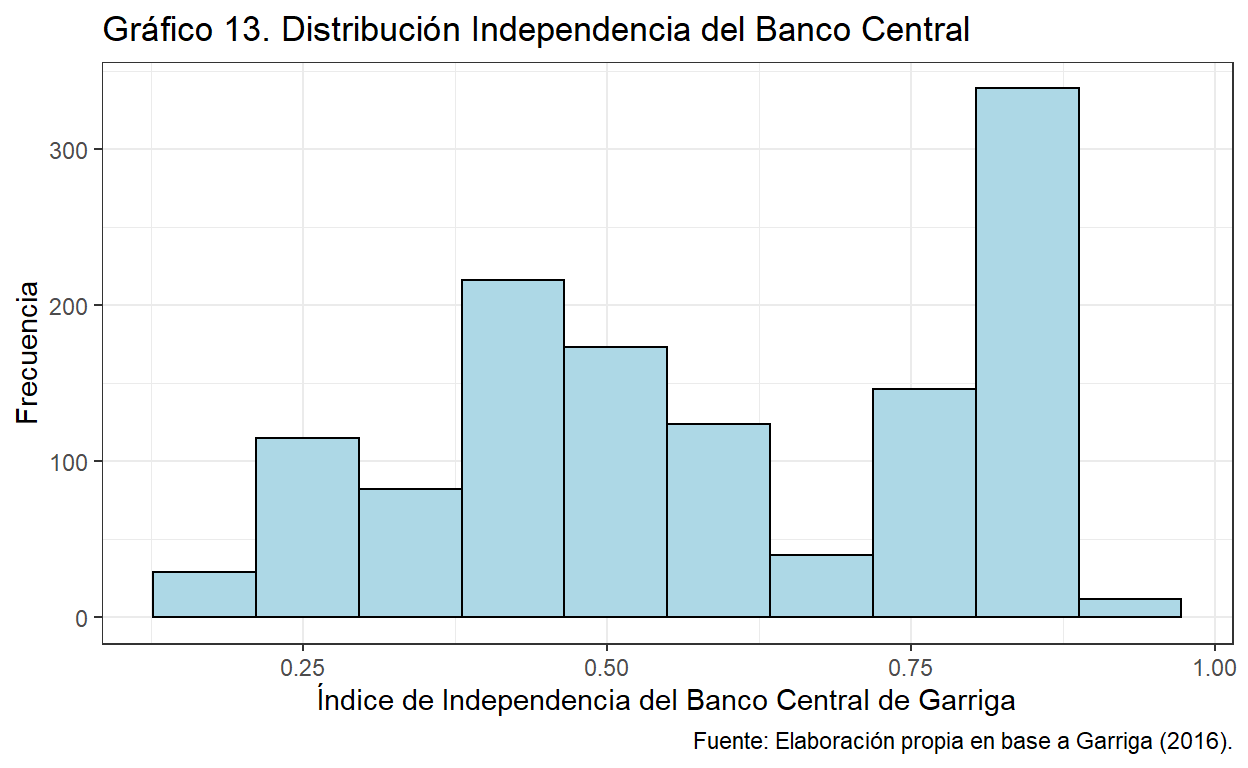 Gráfico 13. Distribución Independencia del Banco Central
300
200
100
0
Frecuencia
0.25 0.50 0.75 1.00
Índice de Independencia del Banco Central de Garriga
Fuente: Elaboración propia en base a Garriga (2016).